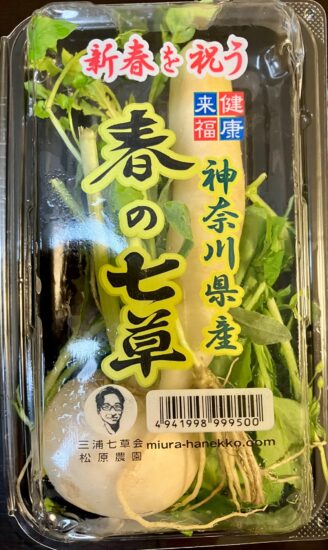 新春を祝う
健康
来福
神奈川県産
春の七草
4941998999500
三浦七草会
松原農園
miura-hanekko.com